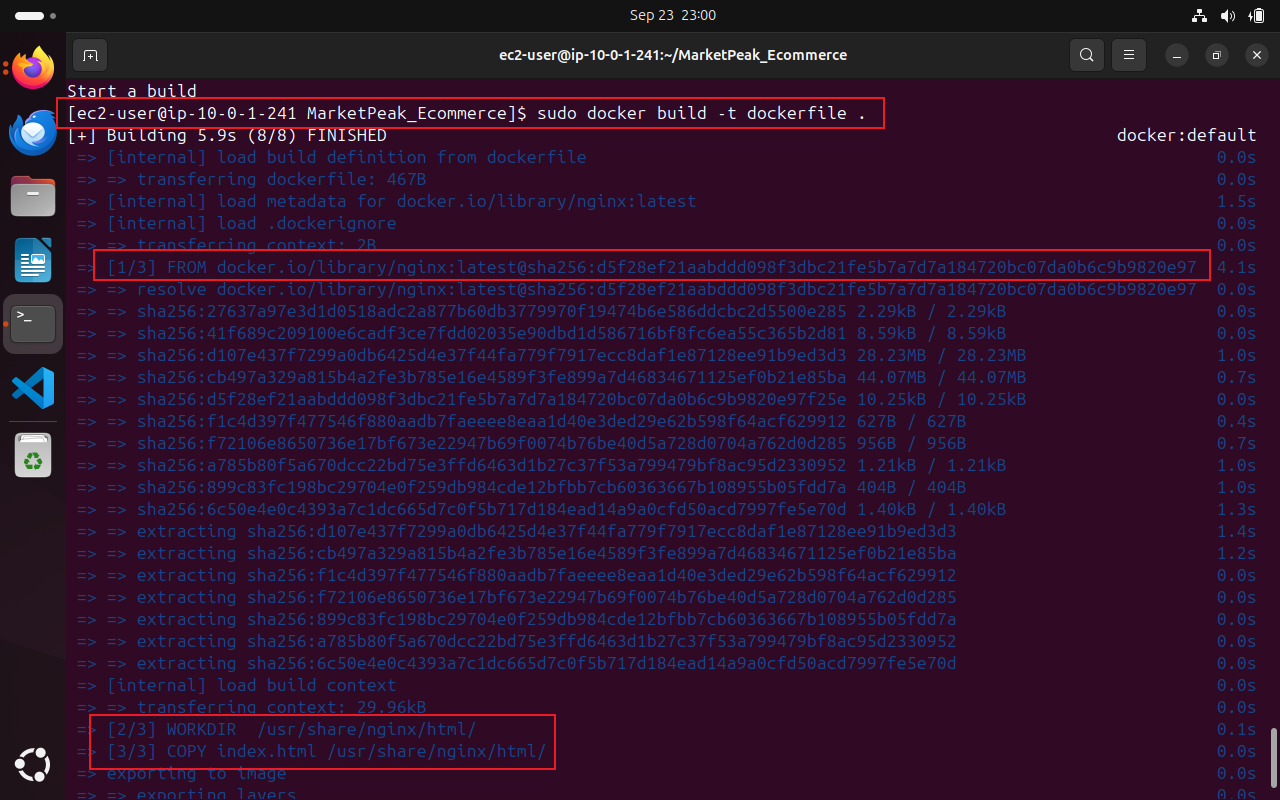 Sep 23 23:00
ec2-user@ip-10-0-1-241:~/MarketPeak_Ecommerce
Start a build
[ec2-user@ip-10-0-1-241 MarketPeak_Ecommerce]$ sudo docker build -t dockerfile .
[+] Building 5.9s (8/8) FINISHED docker:default
=> [internal] load build definition from dockerfile 0.0s
=> => transferring dockerfile: 467B 0.0s
=> [internal] load metadata for docker.io/library/nginx:latest 1.5s
=> [internal] load .dockerignore 0.0s
=> => transferring context: 2B 0.0s
=> [1/3] FROM docker.io/library/nginx:latest@sha256:d5f28ef21aabddd098f3dbc21fe5b7a7d7a184720bc07da0b6c9b9820e97 4.1s
=> => resolve docker.io/library/nginx:latest@sha256:d5f28ef21aabddd098f3dbc21fe5b7a7d7a184720bc07da0b6c9b9820e97 0.0s
=> => sha256:27637a97e3d1d0518adc2a877b60db3779970f19474b6e586ddcbc2d5500e285 2.29kB / 2.29kB 0.0s
=> => sha256:41f689c209100e6cadf3ce7fdd02035e90dbd1d586716bf8fc6ea55c365b2d81 8.59kB / 8.59kB 0.0s
=> => sha256:d107e437f7299a0db6425d4e37f44fa779f7917ecc8daf1e87128ee91b9ed3d3 28.23MB / 28.23MB 1.0s
=> => sha256:cb497a329a815b4a2fe3b785e16e4589f3fe899a7d46834671125ef0b21e85ba 44.07MB / 44.07MB 0.7s
=> => sha256:d5f28ef21aabddd098f3dbc21fe5b7a7d7a184720bc07da0b6c9b9820e97f25e 10.25kB / 10.25kB 0.0s
=> => sha256:f1c4d397f477546f880aadb7faeeee8eaa1d40e3ded29e62b598f64acf629912 627B / 627B 0.4s
=> => sha256:f72106e8650736e17bf673e22947b69f0074b76be40d5a728d0704a762d0d285 956B / 956B 0.7s
=> => sha256:a785b80f5a670dcc22bd75e3ffd6463d1b27c37f53a799479bf8ac95d2330952 1.21kB / 1.21kB 1.0s
=> => sha256:899c83fc198bc29704e0f259db984cde12bfbb7cb60363667b108955b05fdd7a 404B / 404B 1.0s
=> => sha256:6c50e4e0c4393a7c1dc665d7c0f5b717d184ead14a9a0cfd50acd7997fe5e70d 1.40kB / 1.40kB 1.3s
=> => extracting sha256:d107e437f7299a0db6425d4e37f44fa779f7917ecc8daf1e87128ee91b9ed3d3 1.4s
=> => extracting sha256:cb497a329a815b4a2fe3b785e16e4589f3fe899a7d46834671125ef0b21e85ba 1.2s
=> => extracting sha256:f1c4d397f477546f880aadb7faeeee8eaa1d40e3ded29e62b598f64acf629912 0.0s
=> => extracting sha256:f72106e8650736e17bf673e22947b69f0074b76be40d5a728d0704a762d0d285 0.0s
=> => extracting sha256:899c83fc198bc29704e0f259db984cde12bfbb7cb60363667b108955b05fdd7a 0.0s
=> => extracting sha256:a785b80f5a670dcc22bd75e3ffd6463d1b27c37f53a799479bf8ac95d2330952 0.0s
=> => extracting sha256:6c50e4e0c4393a7c1dc665d7c0f5b717d184ead14a9a0cfd50acd7997fe5e70d 0.0s
=> [internal] load build context 0.0s
=> => transferring context: 29.96kB 0.0s
=> [2/3] WORKDIR  /usr/share/nginx/html/ 0.1s
=> [3/3] COPY index.html /usr/share/nginx/html/ 0.0s
=> exporting to image 0.0s
=> => exporting layers 0.0s